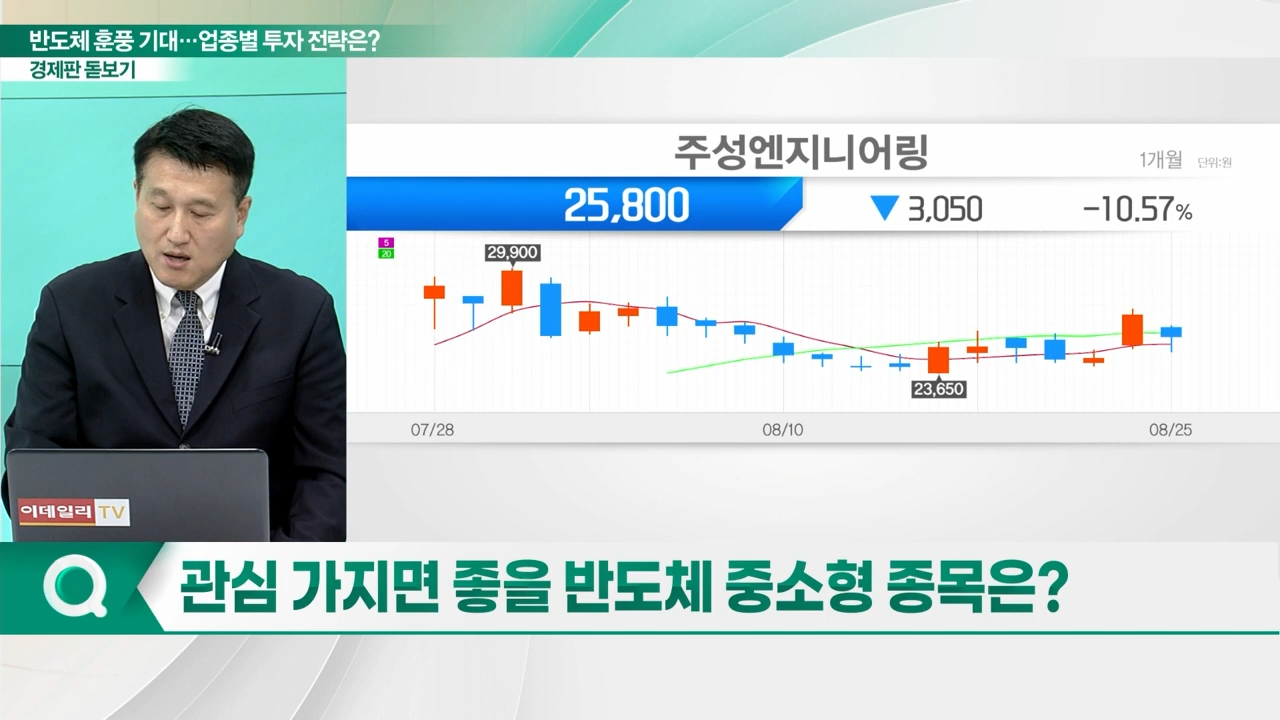 반도체 훈풍 기대…업종별 투자 전략은?
경제판 돋보기
주성엔지니어링
1개월 단위:원
25,800 ▼ 3,050 -10.57%
5
20
29,900
23,650
07/28 08/10 08/25
이데일리 TV
Q 관심 가지면 좋을 반도체 중소형 종목은?